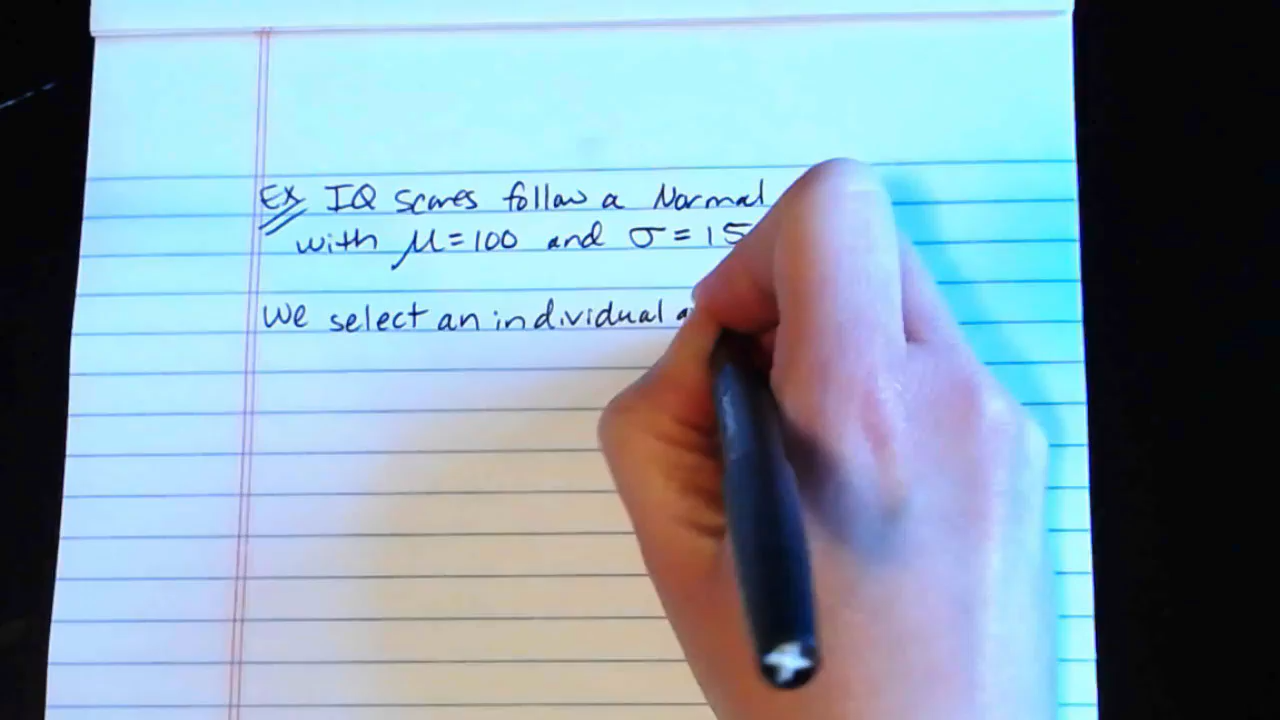 Ex IQ scores follow a Normal
with μ = 100 and σ = 15
We select an individual a